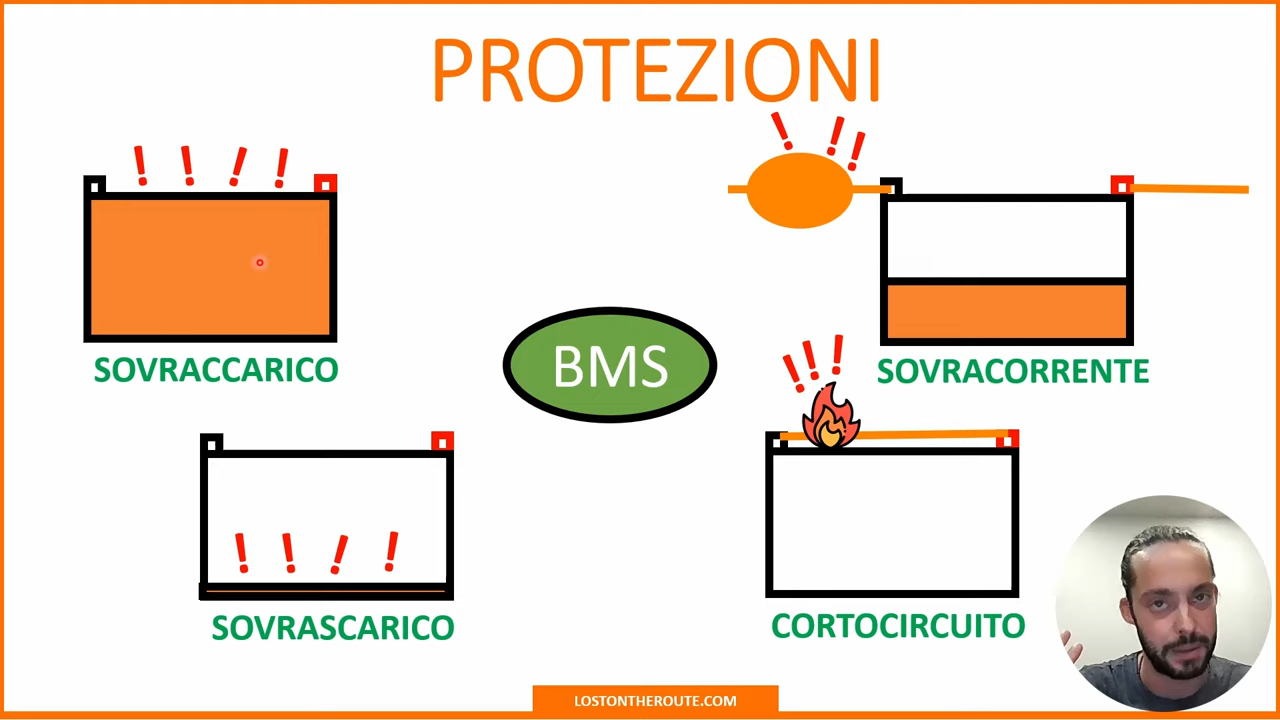 PROTEZIONI
SOVRACCARICO
SOVRACORRENTE
BMS
SOVRASCARICO
CORTOCIRCUITO
LOSTONTHEROUTE.COM